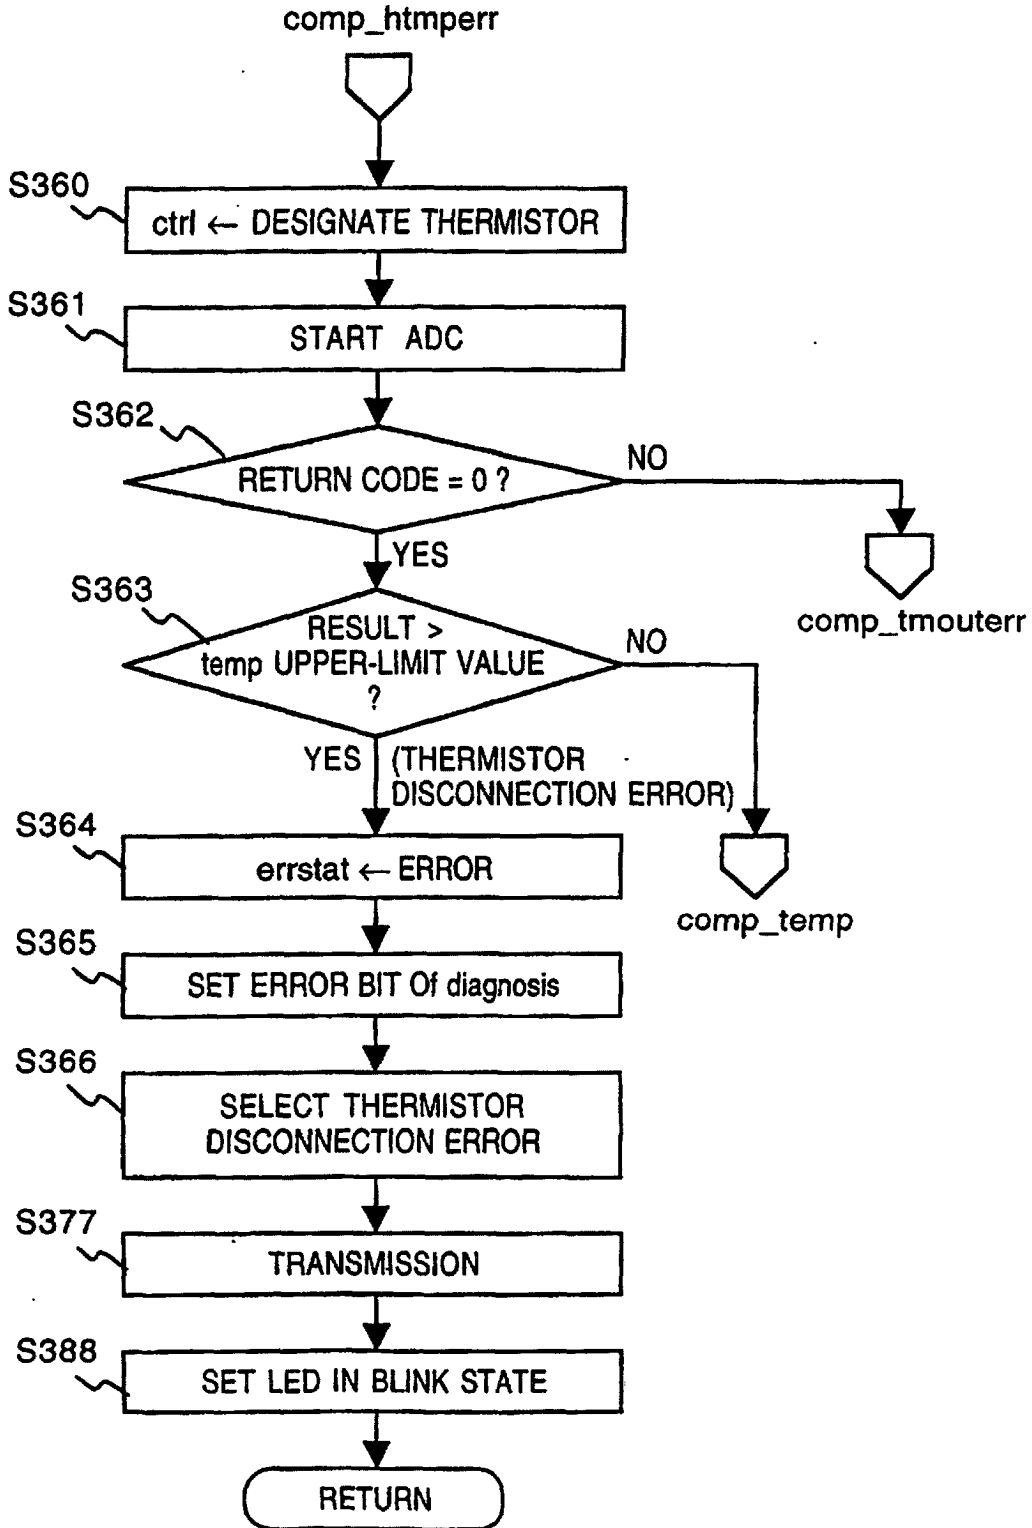 comp_htmperr
S360
ctrl ← DESIGNATE THERMISTOR
S361
START ADC
S362
RETURN CODE = 0 ?
NO
YES
comp_tmouterr
S363
RESULT >
temp UPPER-LIMIT VALUE
?
NO
YES
(THERMISTOR
DISCONNECTION ERROR)
comp_temp
S364
errstat ← ERROR
S365
SET ERROR BIT Of diagnosis
S366
SELECT THERMISTOR
DISCONNECTION ERROR
S377
TRANSMISSION
S388
SET LED IN BLINK STATE
RETURN